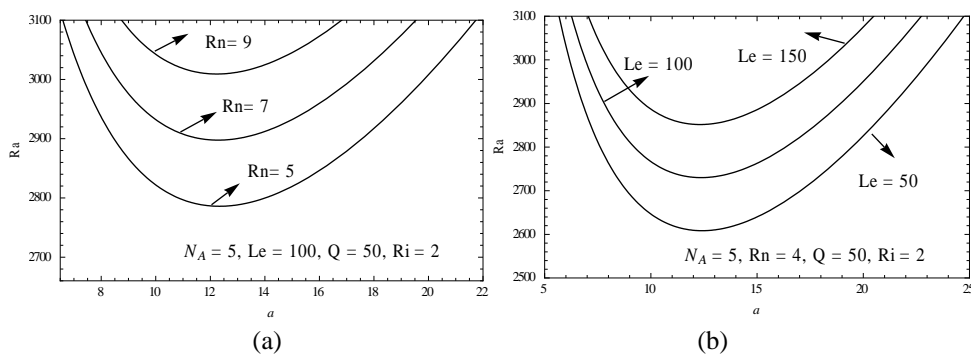 3100
3000
2900
2800
2700
Ra
Rn= 9
Rn= 7
Rn= 5
N_A = 5, Le = 100, Q = 50, Ri = 2
8 10 12 14 16 18 20 22
a
(a)
3100
3000
2900
2800
2700
2600
2500
Ra
Le = 150
Le = 100
Le = 50
N_A = 5, Rn = 4, Q = 50, Ri = 2
5 10 15 20 25
a
(b)